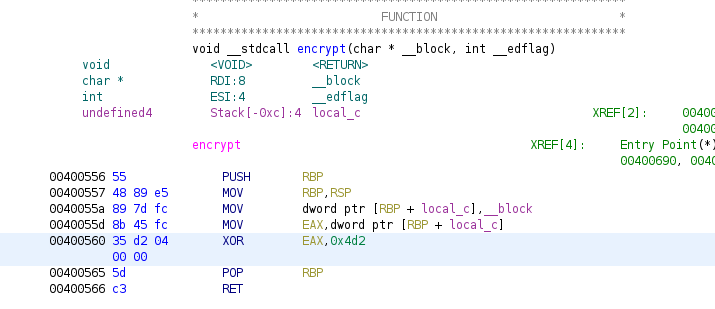 **************************************************************
* FUNCTION *
**************************************************************
void __stdcall encrypt(char * __block, int __edflag)
void <VOID> <RETURN>
char * RDI:8 __block
int ESI:4 __edflag
undefined4 Stack[-0xc]:4 local_c XREF[2]: 00400
00400
encrypt XREF[4]: Entry Point(*)
00400690, 00400
00400556 55 PUSH RBP
00400557 48 89 e5 MOV RBP,RSP
0040055a 89 7d fc MOV dword ptr [RBP + local_c],__block
0040055d 8b 45 fc MOV EAX,dword ptr [RBP + local_c]
00400560 35 d2 04 XOR EAX,0x4d2
00 00
00400565 5d POP RBP
00400566 c3 RET